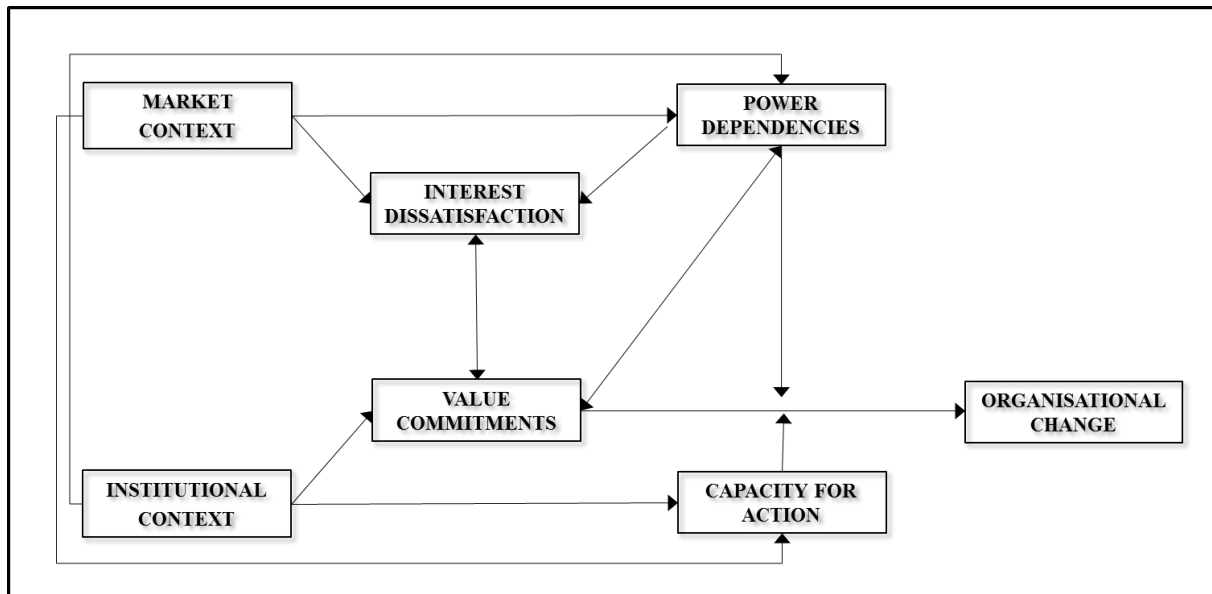 MARKET
CONTEXT
POWER
DEPENDENCIES
INTEREST
DISSATISFACTION
VALUE
COMMITMENTS
ORGANISATIONAL
CHANGE
INSTITUTIONAL
CONTEXT
CAPACITY FOR
ACTION